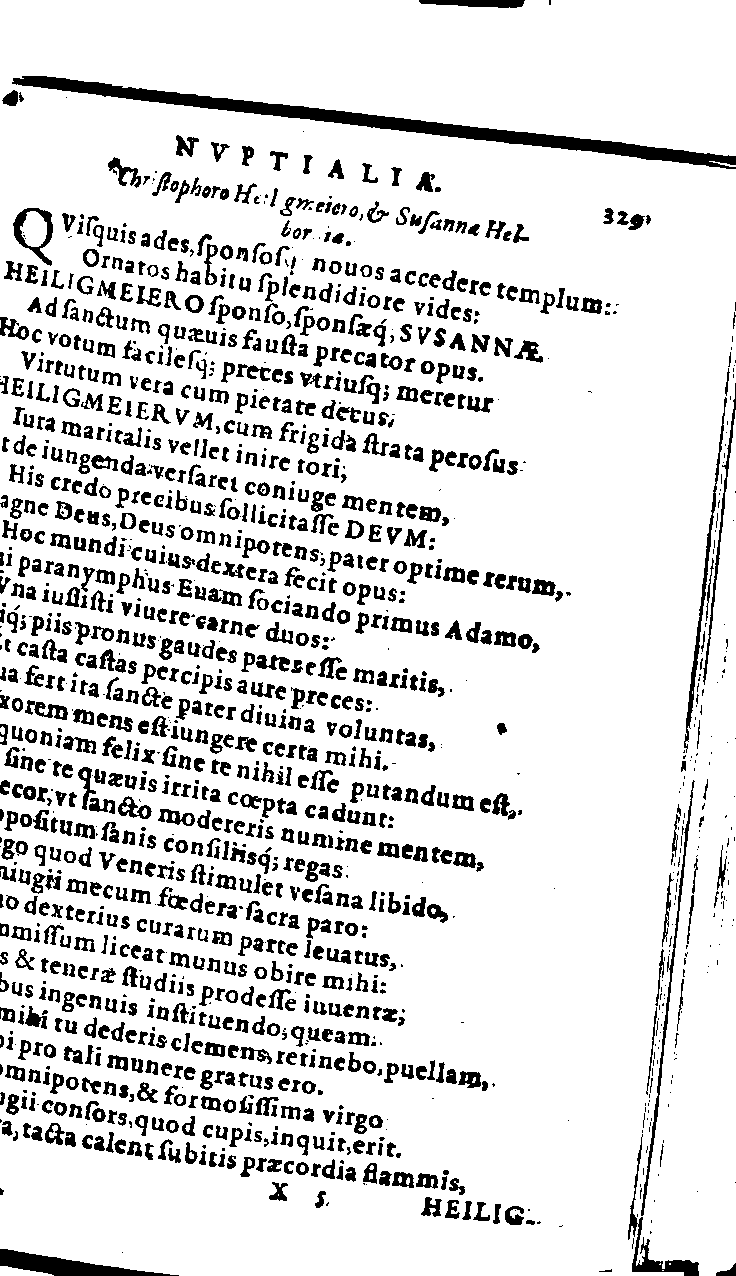 NVPTIALIÆ.
329
Christophoro Heiligmeiero, & Susannæ Hel-
QVisquis ades, sponsosq; nouos accedere templum:
Ornatos habitu splendidiore vides:
HEILIGMEIERO sponso, sponsæq́, SVSANNÆ
Ad sanctum quæuis fausta precator opus.
Hoc votum facilesq́; preces vtriusq; meretur
Virtutum vera cum pietate decus.
HEILIGMEIERVM, cum frigida strata perosus
Iura maritalis vellet inire tori;
t de iungenda versaret coniuge mentem,
His credo precibus sollicitasse DEVM:
agne Deus, Deus omnipotens, pater optime rerum,
Hoc mundi cuius dextera fecit opus:
i paranymphus Euam sociando primus Adamo,
Vna iussisti viuere carne duos:
iq́; piis pronus gaudes pater esse maritis,
t casta castas percipis aure preces:
ua fert ita sancte pater diuina voluntas,
xorem mens est iungere certa mihi.
quoniam felix sine te nihil esse putandum est,
sine te quæuis irrita cœpta cadunt:
ecor, vt sancto modereris numine mentem,
opositum sanis consiliisq́; regas.
go quod Veneris stimulet vesana libido,
niugii mecum fœdera sacra paro:
o dexterius curarum parte leuatus,
mmissum liceat munus obire mihi:
s & teneræ studiis prodesse iuuentæ;
bus ingenuis instituendo, queam.
mihi tu dederis clemens, retinebo, puellam,
bi pro tali munere gratus ero.
omnipotens, & formosissima virgo
ugii consors, quod cupis, inquit, erit.
a, tacta calent subitis præcordia flammis,
X 5 HEILIG-